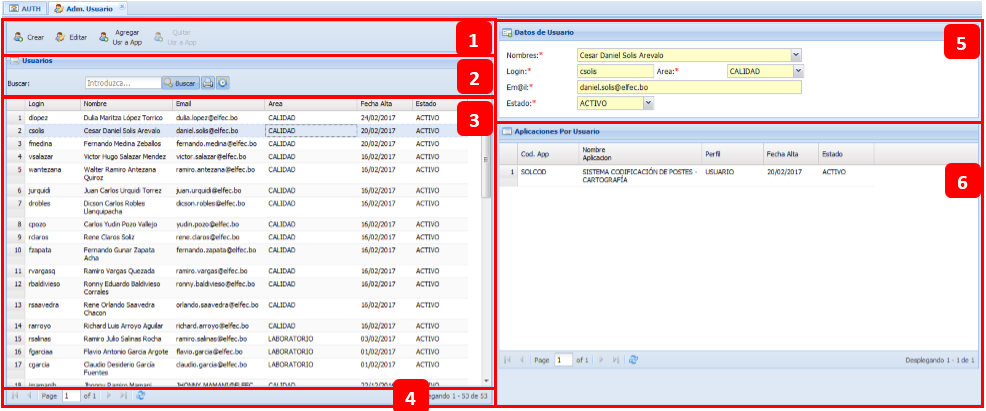 AUTH Adm. Usuario
Crear Editar Agregar Usr a App Quitar Usr a App
1
Usuarios
Buscar: Introduzca... Buscar
2
3
Login Nombre Email Area Fecha Alta Estado
1 dlopez Dulia Maritza López Torrico dulia.lopez@elfec.bo CALIDAD 24/02/2017 ACTIVO
2 csolis Cesar Daniel Solis Arevalo daniel.solis@elfec.bo CALIDAD 20/02/2017 ACTIVO
3 fmedina Fernando Medina Zeballos fernando.medina@elfec.bo CALIDAD 20/02/2017 ACTIVO
4 vsalazar Victor Hugo Salazar Mendez victor.salazar@elfec.bo CALIDAD 16/02/2017 ACTIVO
5 wantezana Walter Ramiro Antezana Quiroz ramiro.antezana@elfec.bo CALIDAD 16/02/2017 ACTIVO
6 jurquidi Juan Carlos Urquidi Torrez juan.urquidi@elfec.bo CALIDAD 16/02/2017 ACTIVO
7 drobles Dicson Carlos Robles Llanquipacha dicson.robles@elfec.bo CALIDAD 16/02/2017 ACTIVO
8 cpozo Carlos Yudin Pozo Vallejo yudin.pozo@elfec.bo CALIDAD 16/02/2017 ACTIVO
9 rclaros Rene Claros Soliz rene.claros@elfec.bo CALIDAD 16/02/2017 ACTIVO
10 fzapata Fernando Gunar Zapata Acha fernando.zapata@elfec.bo CALIDAD 16/02/2017 ACTIVO
11 rvargasq Ramiro Vargas Quezada ramiro.vargas@elfec.bo CALIDAD 16/02/2017 ACTIVO
12 rbaldivieso Ronny Eduardo Baldivieso Corrales ronny.baldivieso@elfec.bo CALIDAD 16/02/2017 ACTIVO
13 rsaavedra Rene Orlando Saavedra Chacon orlando.saavedra@elfec.bo CALIDAD 16/02/2017 ACTIVO
14 rarroyo Richard Luis Arroyo Aguilar richard.arroyo@elfec.bo CALIDAD 16/02/2017 ACTIVO
15 rsalinas Ramiro Julio Salinas Rocha ramiro.salinas@elfec.bo LABORATORIO 03/02/2017 ACTIVO
16 fgarciaa Flavio Antonio Garcia Argote flavio.garcia@elfec.bo LABORATORIO 01/02/2017 ACTIVO
17 cgarcia Claudio Desiderio García Fuentes claudio.garcia@elfec.bo LABORATORIO 01/02/2017 ACTIVO
18 Jhonny Ramiro Mamani CALIDAD ACTIVO
Page 1 of 1 4 1 - 53 de 53
Datos de Usuario
5
Nombres:* Cesar Daniel Solis Arevalo
Login:* csolis Area:* CALIDAD
Em@il:* daniel.solis@elfec.bo
Estado:* ACTIVO
Aplicaciones Por Usuario
Cod. App Nombre Aplicacion Perfil Fecha Alta Estado
1 SOLCOD SISTEMA CODIFICACIÓN DE POSTES - CARTOGRAFÍA USUARIO 20/02/2017 ACTIVO
6
Page 1 of 1 Desplegando 1 - 1 de 1